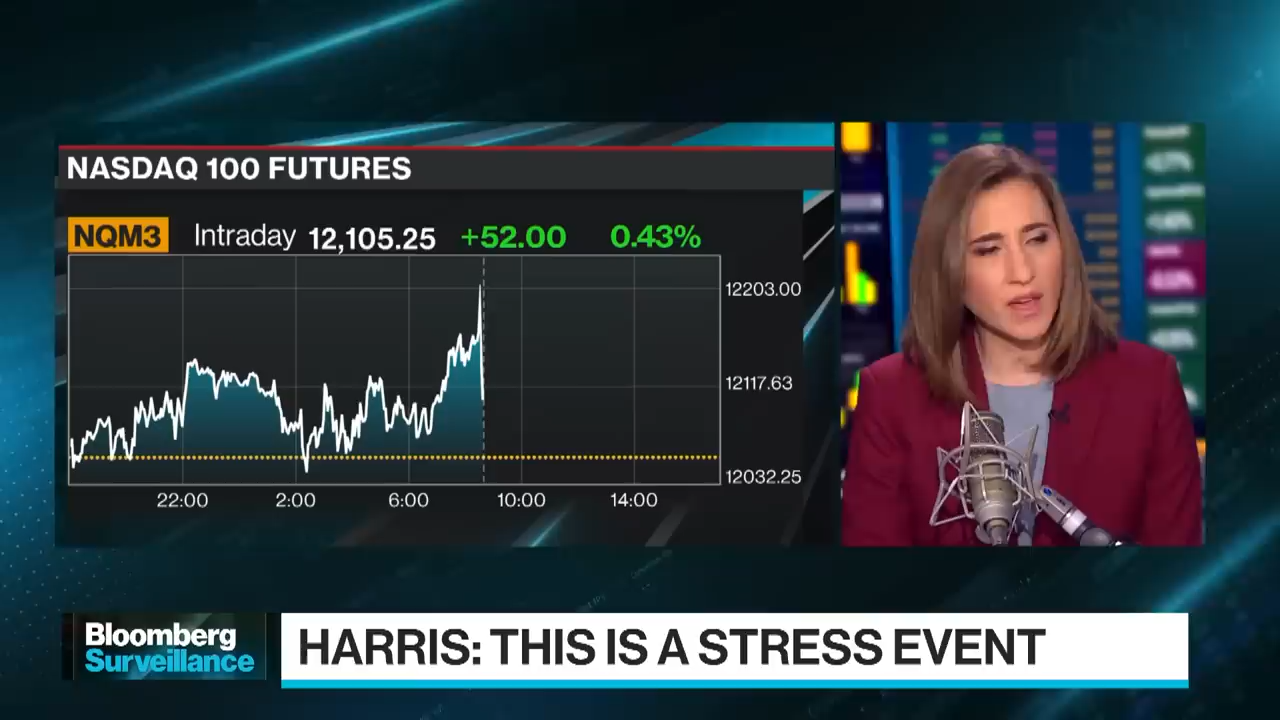 NASDAQ 100 FUTURES
NQM3 Intraday 12,105.25 +52.00 0.43%
12203.00
12117.63
12032.25
22:00 2:00 6:00 10:00 14:00
Bloomberg
Surveillance
HARRIS: THIS IS A STRESS EVENT